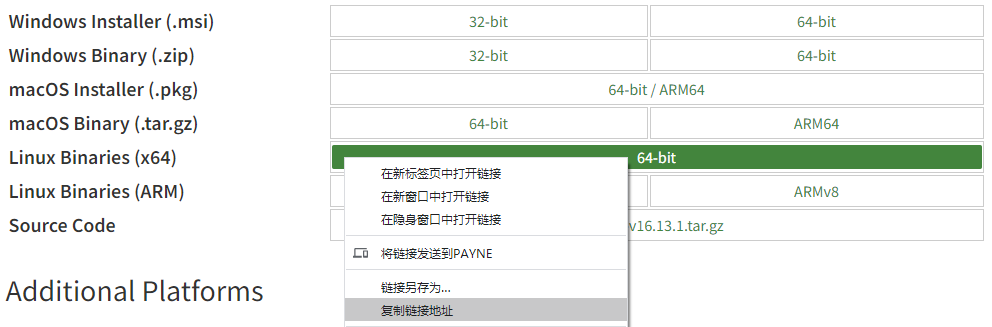 Windows Installer (.msi) 32-bit 64-bit
Windows Binary (.zip) 32-bit 64-bit
macOS Installer (.pkg) 64-bit / ARM64
macOS Binary (.tar.gz) 64-bit ARM64
Linux Binaries (x64) 64-bit
Linux Binaries (ARM) ARMv8
Source Code v16.13.1.tar.gz
在新标签页中打开链接
在新窗口中打开链接
在隐身窗口中打开链接
将链接发送到PAYNE
链接另存为...
复制链接地址
Additional Platforms